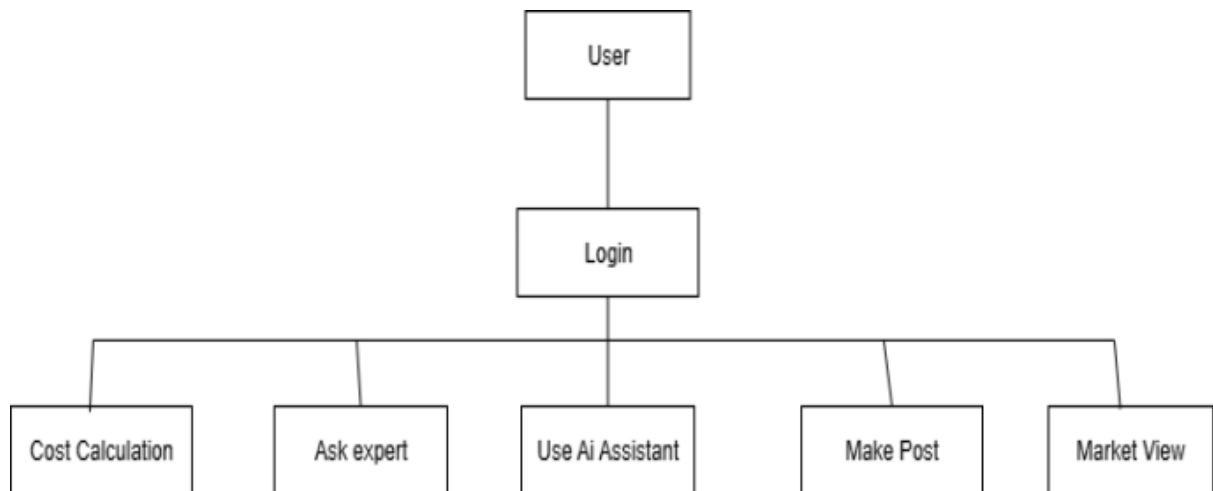 User
Login
Cost Calculation
Ask expert
Use Ai Assistant
Make Post
Market View